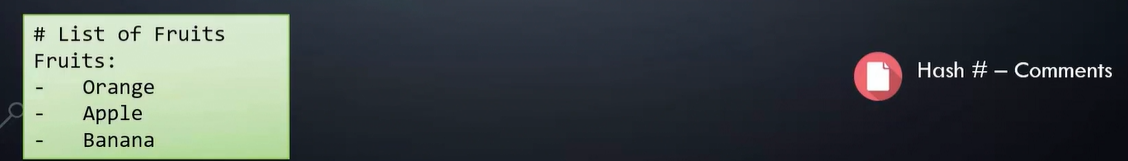 # List of Fruits
Fruits:
-   Orange
-   Apple
-   Banana
Hash # – Comments